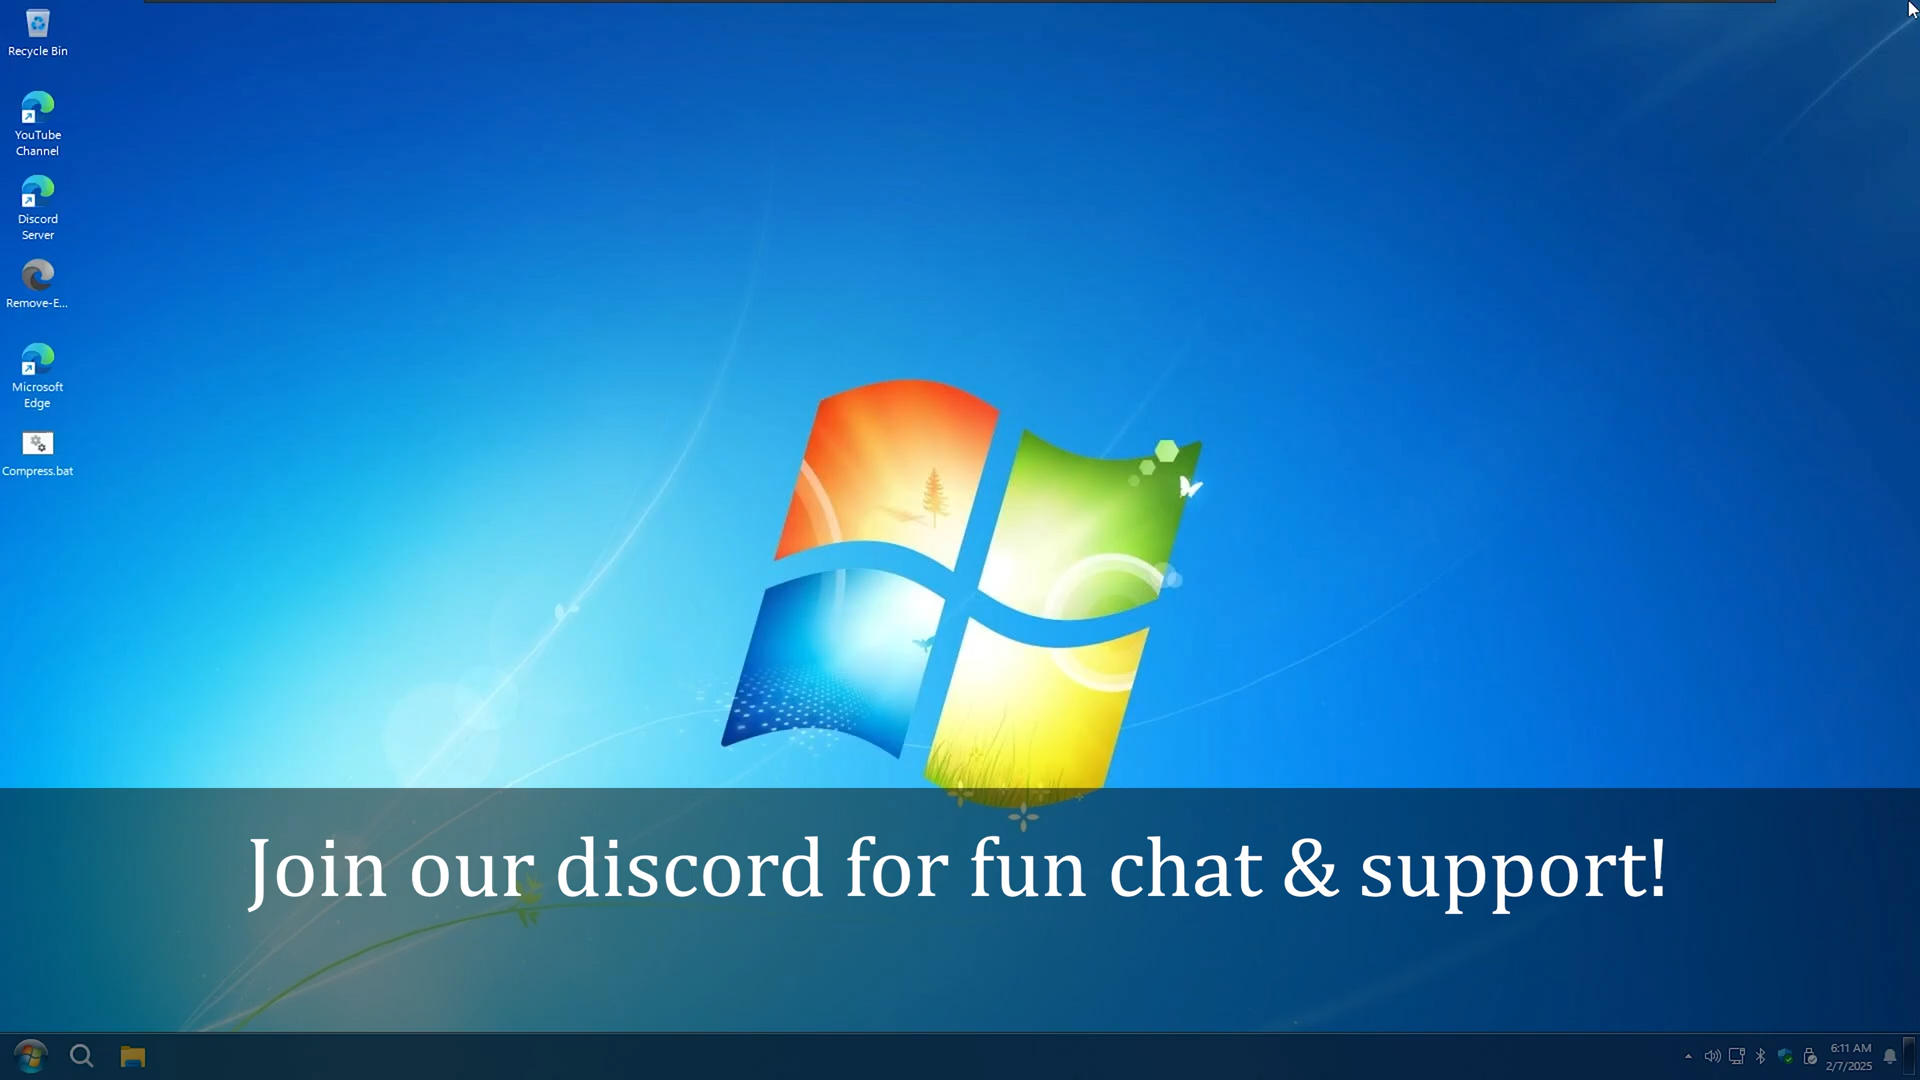 Recycle Bin
YouTube
Channel
Discord
Server
Remove-E...
Microsoft
Edge
Compress.bat
Join our discord for fun chat & support!
6:11 AM
2/7/2025